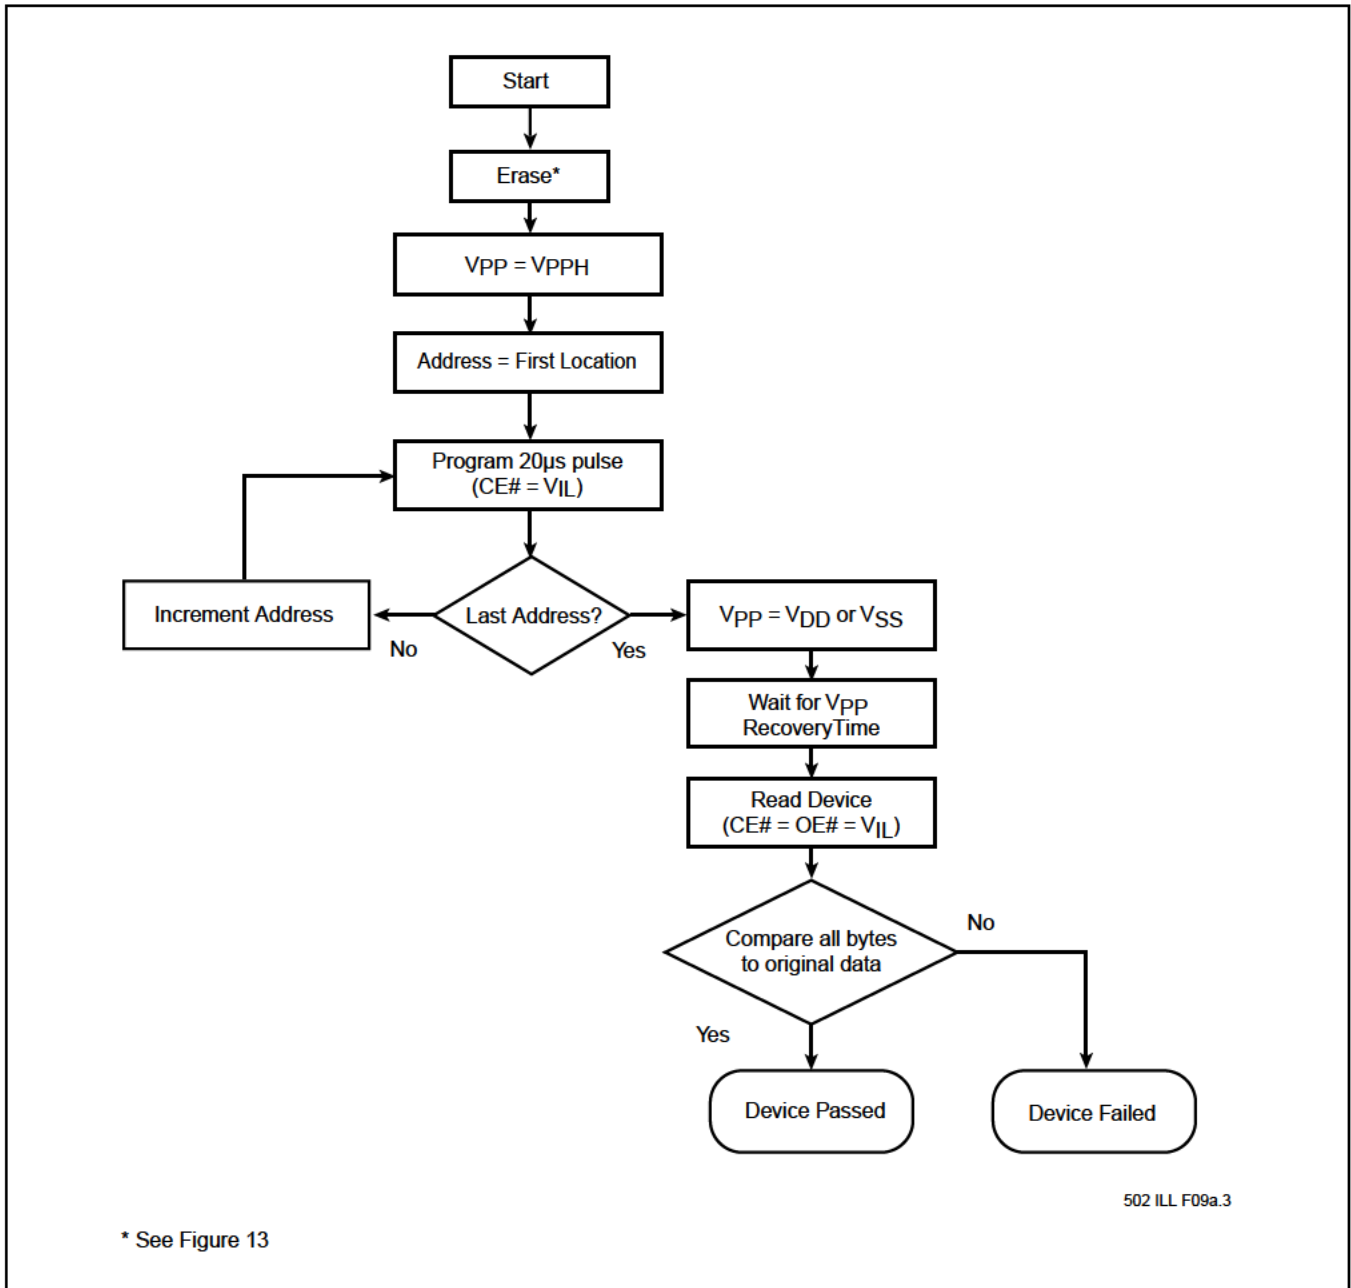 Start
Erase*
VPP = VPPH
Address = First Location
Program 20µs pulse
(CE# = VIL)
Last Address?
No
Yes
Increment Address
VPP = VDD or VSS
Wait for VPP
RecoveryTime
Read Device
(CE# = OE# = VIL)
Compare all bytes
to original data
No
Yes
Device Passed
Device Failed
502 ILL F09a.3
* See Figure 13